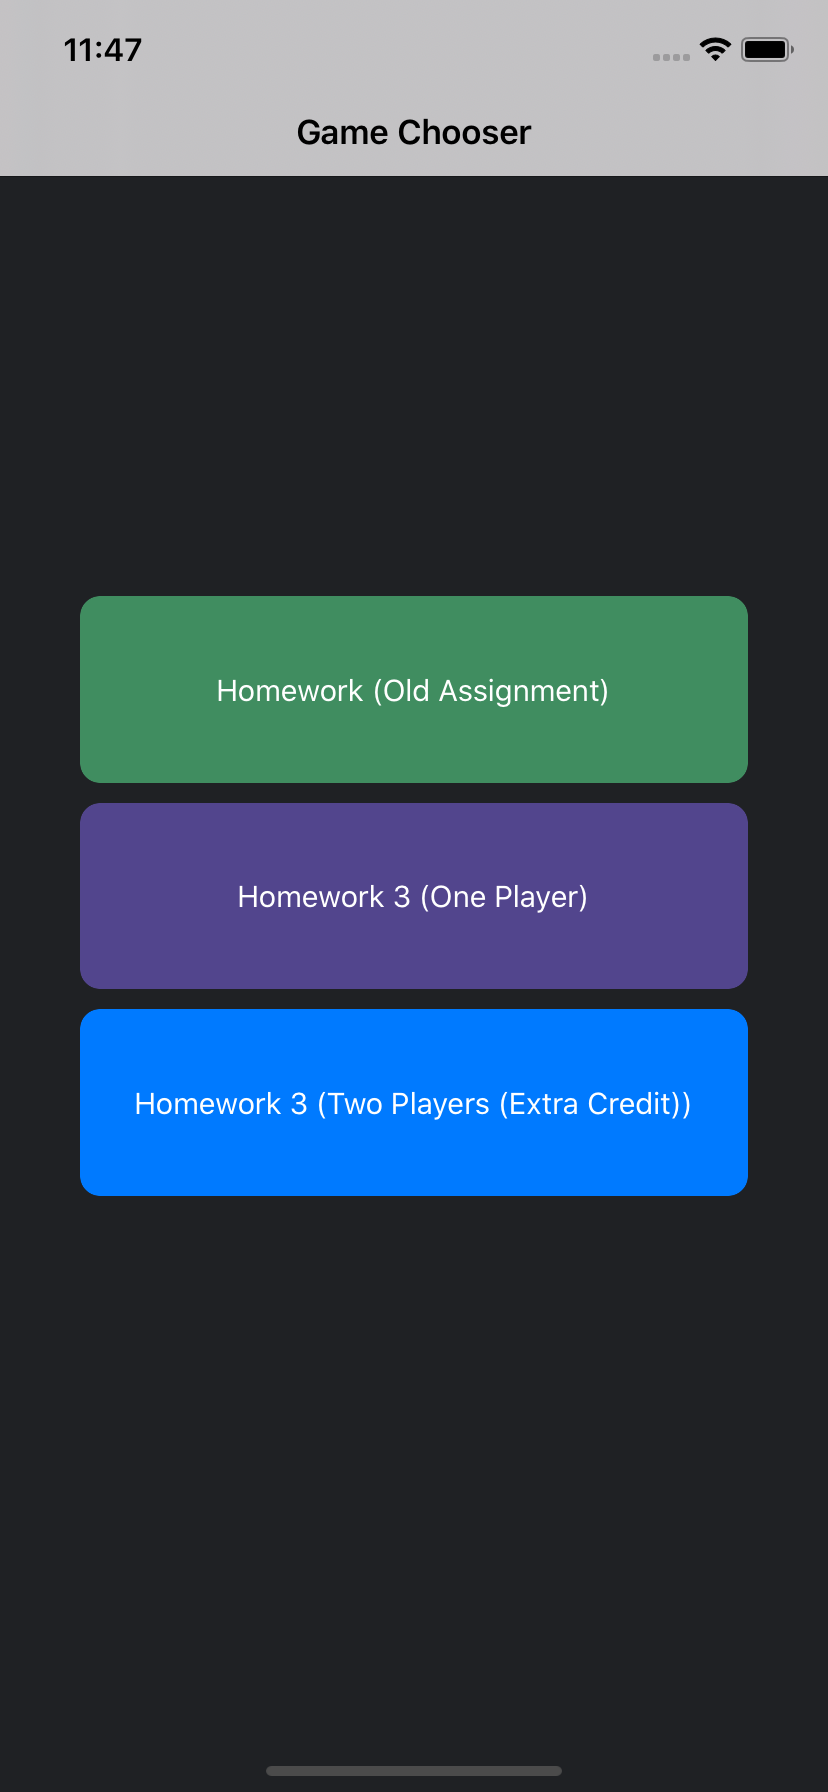 11:47
Game Chooser
Homework (Old Assignment)
Homework 3 (One Player)
Homework 3 (Two Players (Extra Credit))